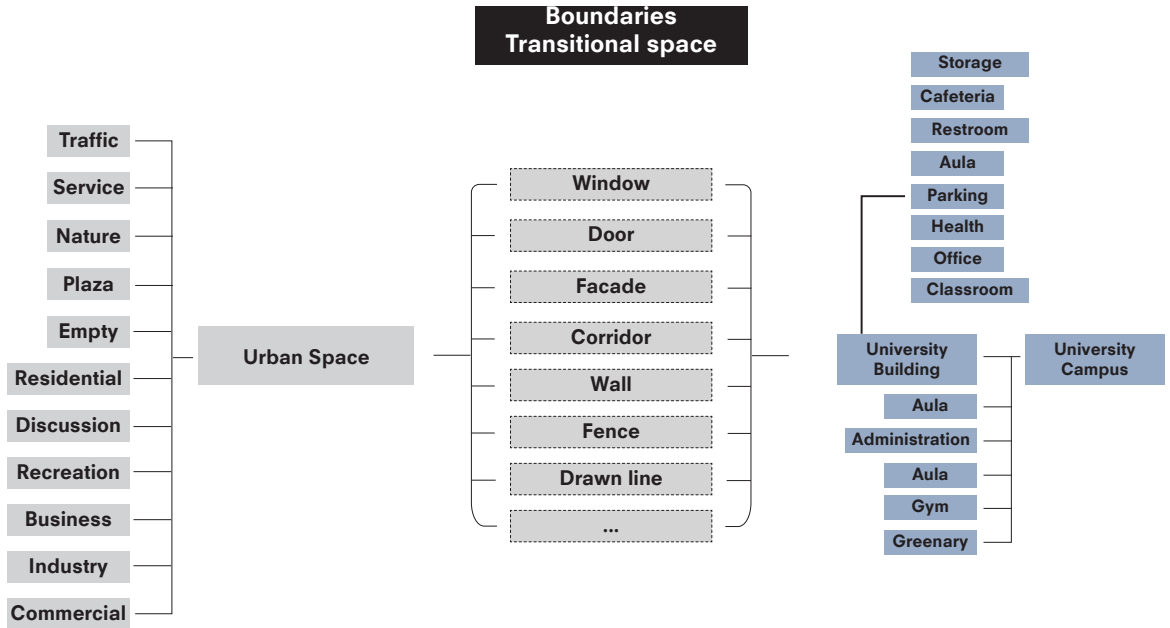 Boundaries
Transitional space
Traffic
Service
Nature
Plaza
Empty
Residential
Discussion
Recreation
Business
Industry
Commercial
Urban Space
Window
Door
Facade
Corridor
Wall
Fence
Drawn line
...
Storage
Cafeteria
Restroom
Aula
Parking
Health
Office
Classroom
University
Building
University
Campus
Aula
Administration
Aula
Gym
Greenary